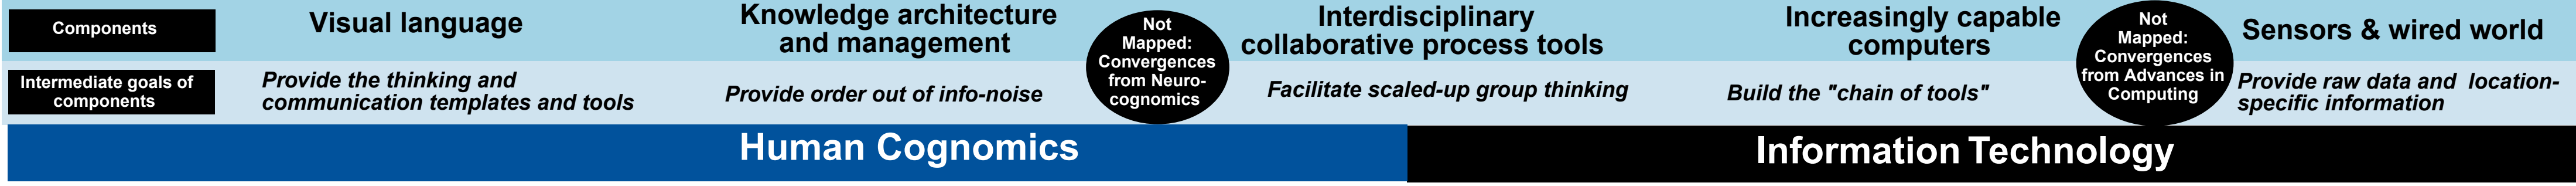 Components
Visual language
Knowledge architecture
and management
Not
Mapped:
Convergences
from Neuro-
cognomics
Interdisciplinary
collaborative process tools
Increasingly capable
computers
Not
Mapped:
Convergences
from Advances in
Computing
Sensors & wired world
Intermediate goals of
components
Provide the thinking and
communication templates and tools
Provide order out of info-noise
Facilitate scaled-up group thinking
Build the "chain of tools"
Provide raw data and location-
specific information
Human Cognomics
Information Technology